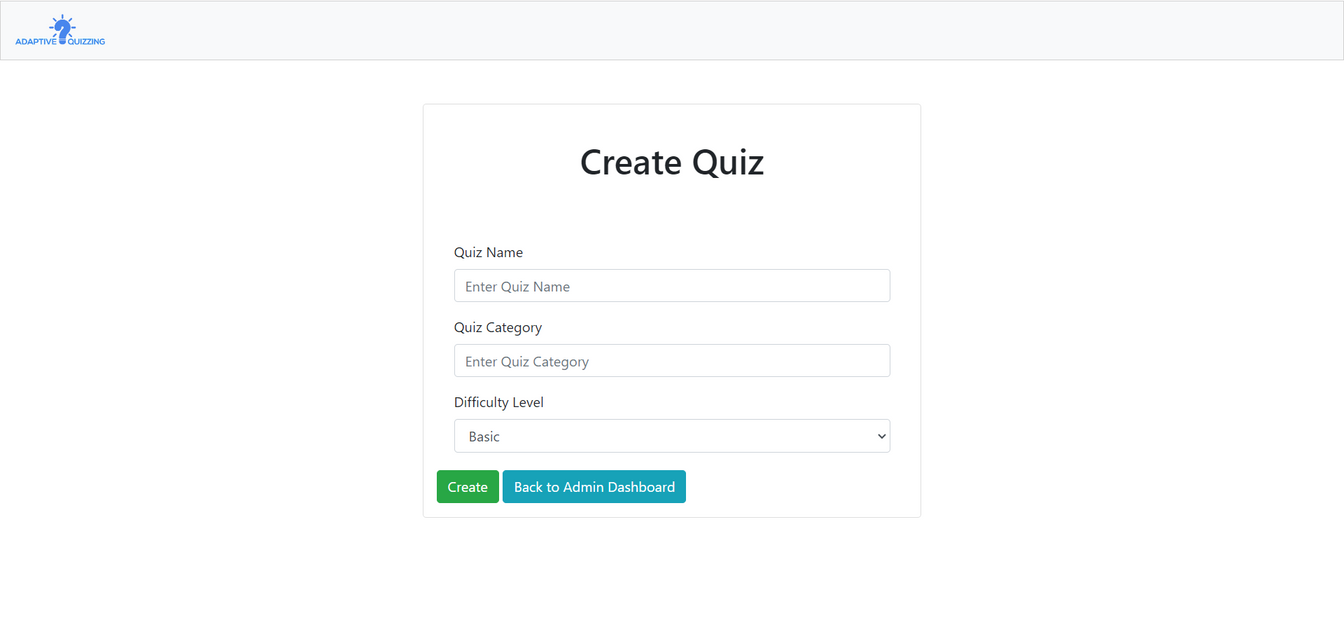 ADAPTIVE QUIZZING
Create Quiz
Quiz Name
Enter Quiz Name
Quiz Category
Enter Quiz Category
Difficulty Level
Basic
Create Back to Admin Dashboard